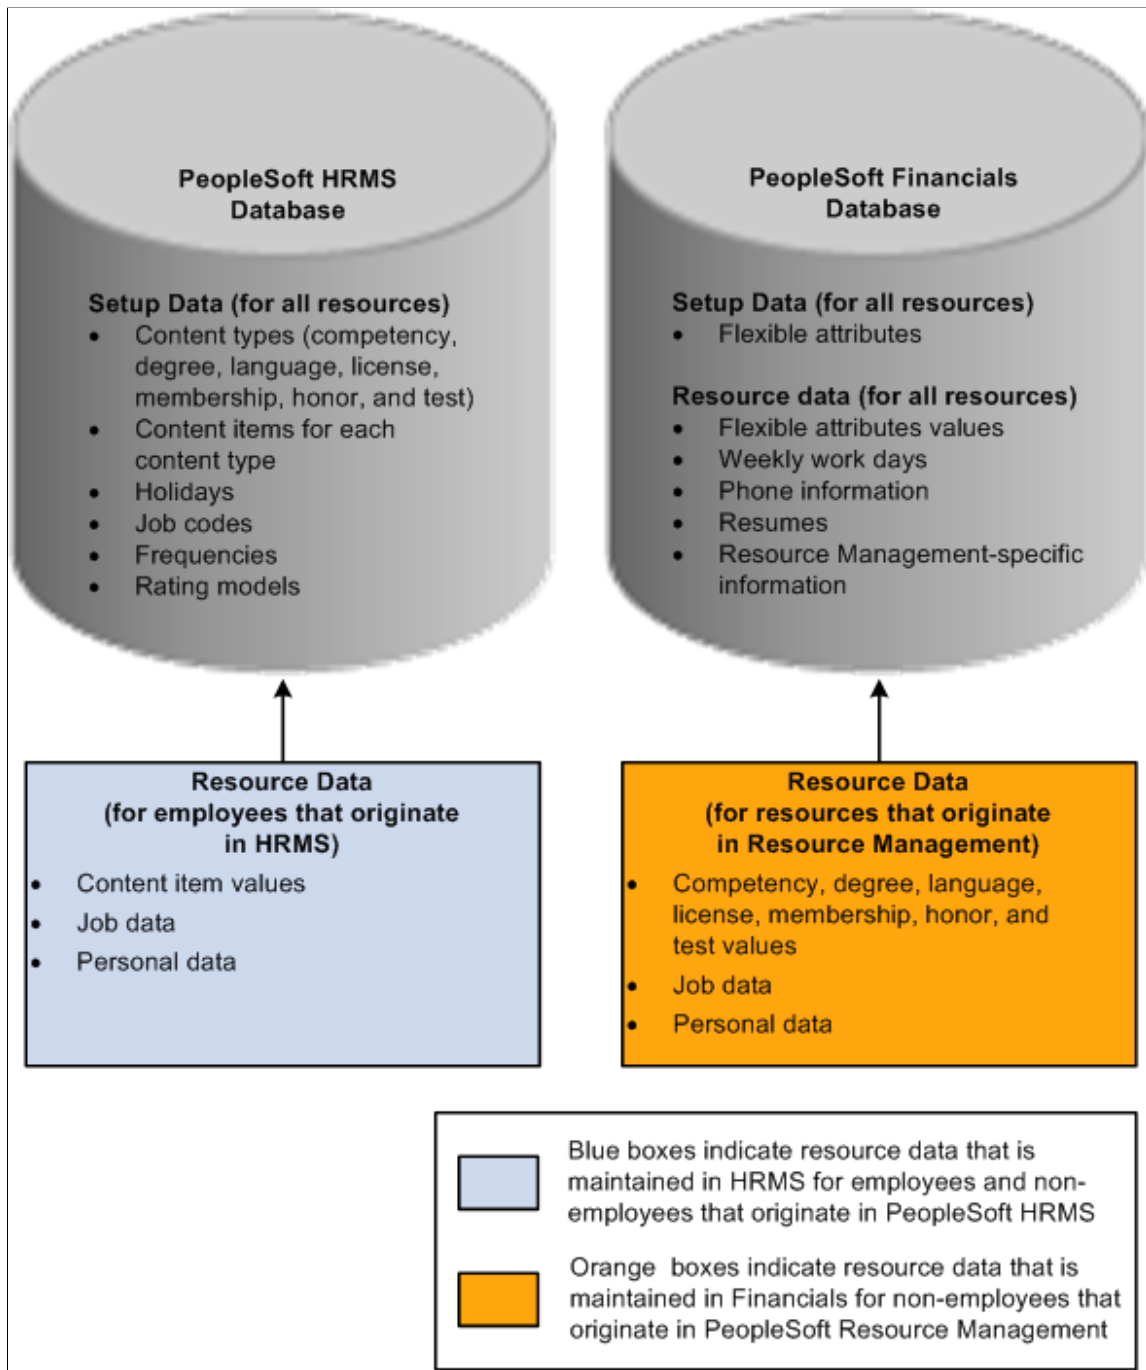 PeopleSoft HRMS
Database
Setup Data (for all resources)
• Content types (competency,
degree, language, license,
membership, honor, and test)
• Content items for each
content type
• Holidays
• Job codes
• Frequencies
• Rating models
PeopleSoft Financials
Database
Setup Data (for all resources)
• Flexible attributes
Resource data (for all resources)
• Flexible attributes values
• Weekly work days
• Phone information
• Resumes
• Resource Management-specific
information
Resource Data
(for employees that originate
in HRMS)
• Content item values
• Job data
• Personal data
Resource Data
(for resources that originate
in Resource Management)
• Competency, degree, language,
license, membership, honor, and
test values
• Job data
• Personal data
Blue boxes indicate resource data that is
maintained in HRMS for employees and non-
employees that originate in PeopleSoft HRMS
Orange boxes indicate resource data that is
maintained in Financials for non-employees that
originate in PeopleSoft Resource Management